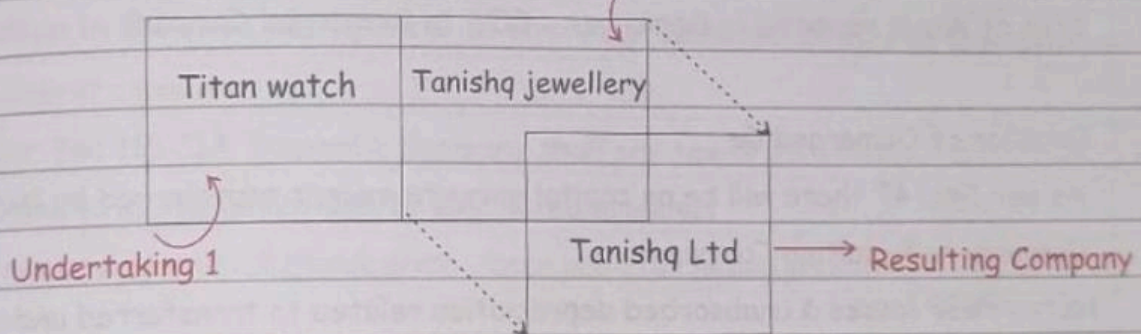 Titan watch
Tanishq jewellery
Undertaking 1
Tanishq Ltd
Resulting Company